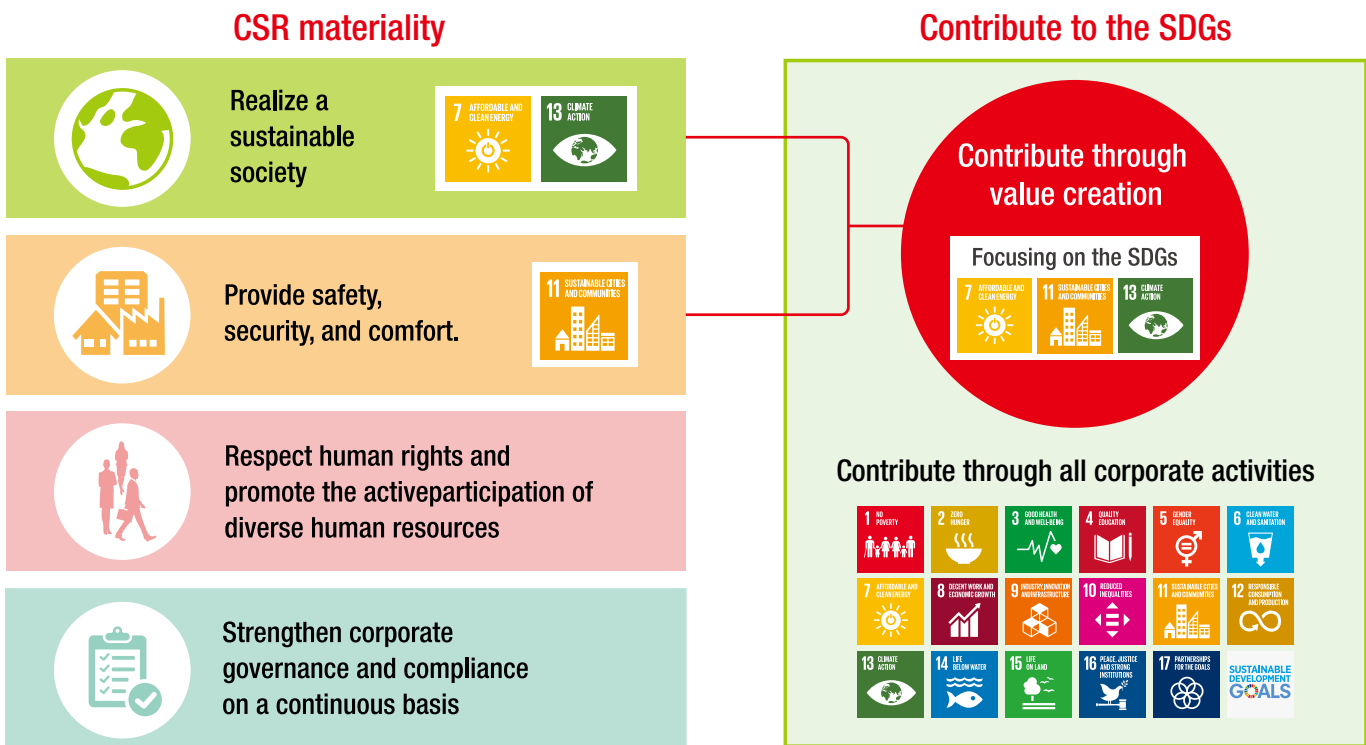 CSR materiality
Realize a
sustainable
society
7 AFFORDABLE AND
CLEAN ENERGY
13 CLIMATE
ACTION
Provide safety,
security, and comfort.
11 SUSTAINABLE CITIES
AND COMMUNITIES
Respect human rights and
promote the activeparticipation of
diverse human resources
Strengthen corporate
governance and compliance
on a continuous basis
Contribute to the SDGs
Contribute through
value creation
Focusing on the SDGs
7 AFFORDABLE AND
CLEAN ENERGY
11 SUSTAINABLE CITIES
AND COMMUNITIES
13 CLIMATE
ACTION
Contribute through all corporate activities
1 NO
POVERTY
2 ZERO
HUNGER
3 GOOD HEALTH
AND WELL-BEING
4 QUALITY
EDUCATION
5 GENDER
EQUALITY
6 CLEAN WATER
AND SANITATION
7 AFFORDABLE AND
CLEAN ENERGY
8 DECENT WORK AND
ECONOMIC GROWTH
9 INDUSTRY, INNOVATION
AND INFRASTRUCTURE
10 REDUCED
INEQUALITIES
11 SUSTAINABLE CITIES
AND COMMUNITIES
12 RESPONSIBLE
CONSUMPTION
AND PRODUCTION
13 CLIMATE
ACTION
14 LIFE
BELOW WATER
15 LIFE
ON LAND
16 PEACE, JUSTICE
AND STRONG
INSTITUTIONS
17 PARTNERSHIPS
FOR THE GOALS
SUSTAINABLE
DEVELOPMENT
GOALS